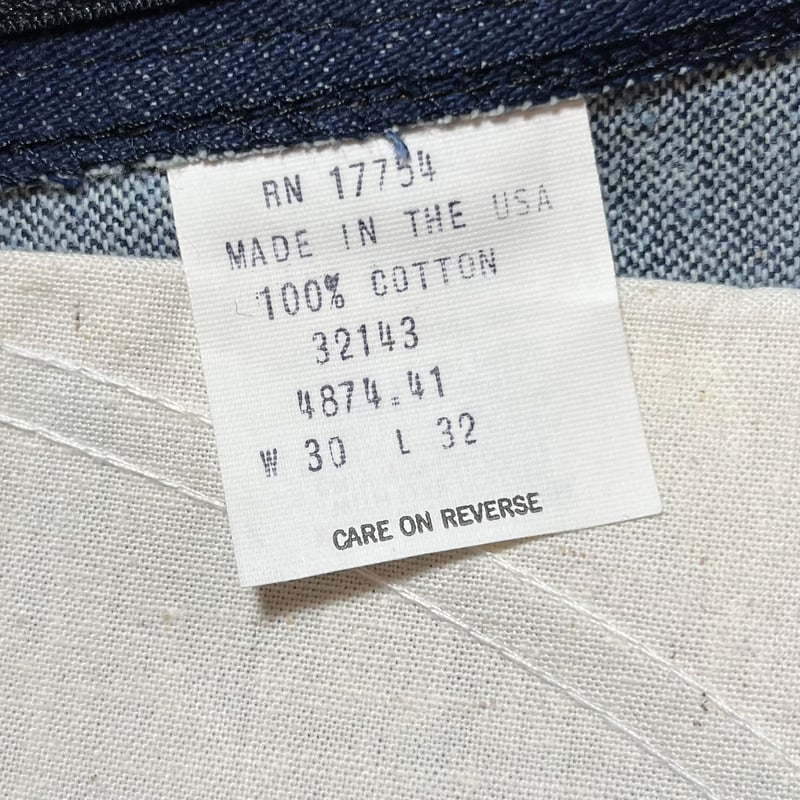 RN 17754
MADE IN THE USA
100% COTTON
32143
4874.41
W 30 L 32
CARE ON REVERSE